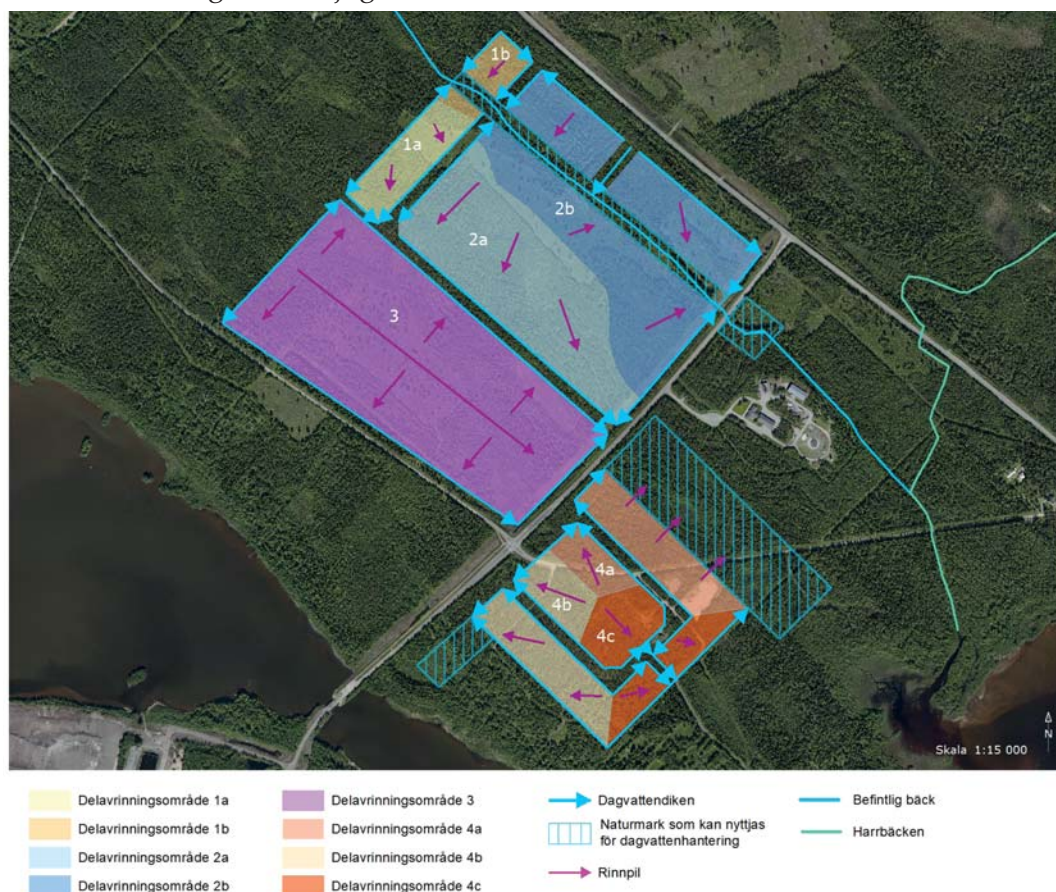 1b
1a
2b
2a
3
4a
4b
4c
Skala 1:15 000
N
Delavrinningsområde 1a
Delavrinningsområde 1b
Delavrinningsområde 2a
Delavrinningsområde 2b
Delavrinningsområde 3
Delavrinningsområde 4a
Delavrinningsområde 4b
Delavrinningsområde 4c
Dagvattendiken
Naturmark som kan nyttjas
för dagvattenhantering
Rinnpil
Befintlig bäck
Harrbäcken